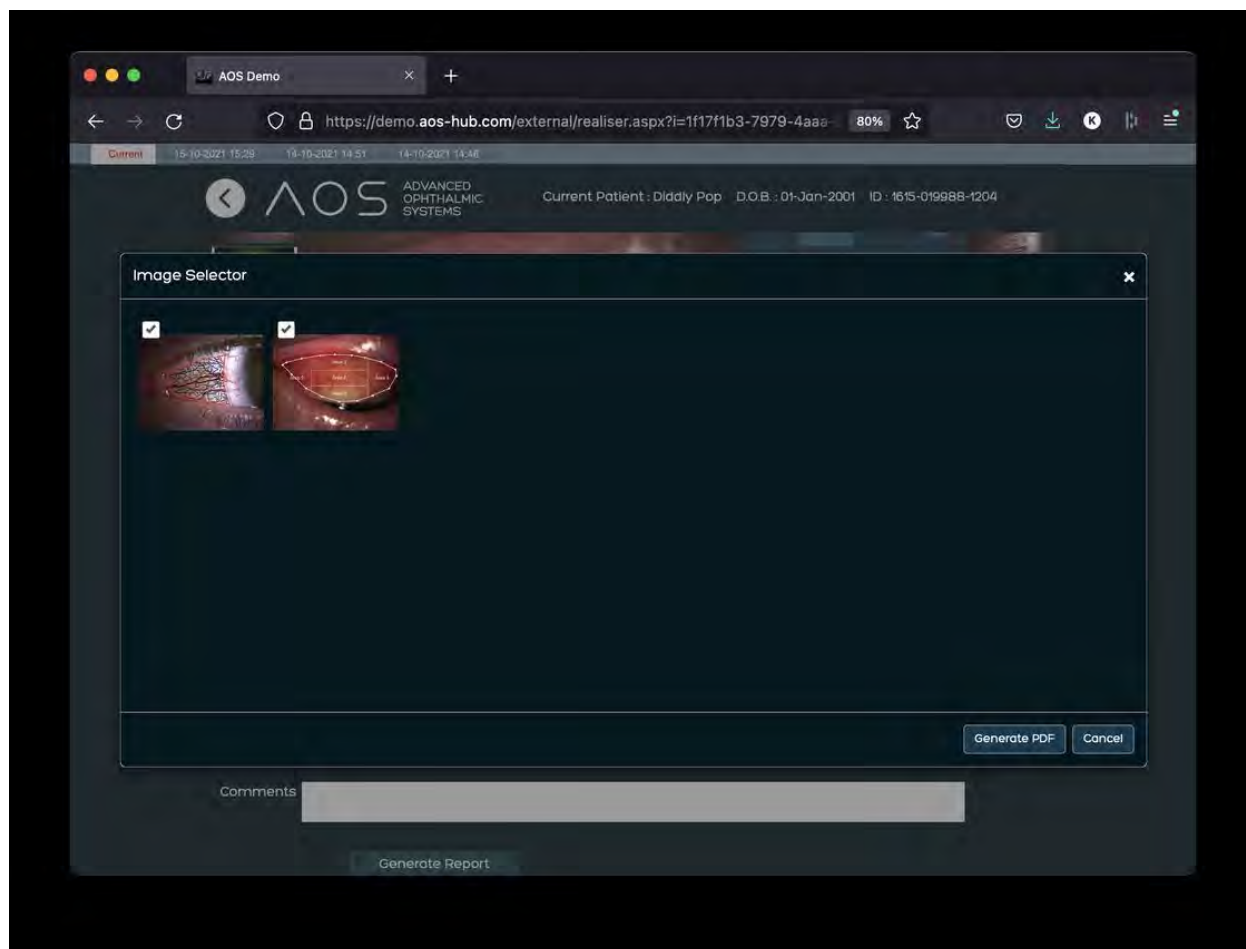 AOS Demo
https://demo.aos-hub.com/external/realiser.aspx?i=1f17f1b3-7979-4aaa
80%
K
Current 15-10-2021 15:29 14-10-2021 14:51 14-10-2021 14:46
AOS
ADVANCED
OPHTHALMIC
SYSTEMS
Current Patient : Diddly Pop D.O.B. : 01-Jan-2001 ID : 1615-019988-1204
Image Selector
Generate PDF
Cancel
Comments
Generate Report